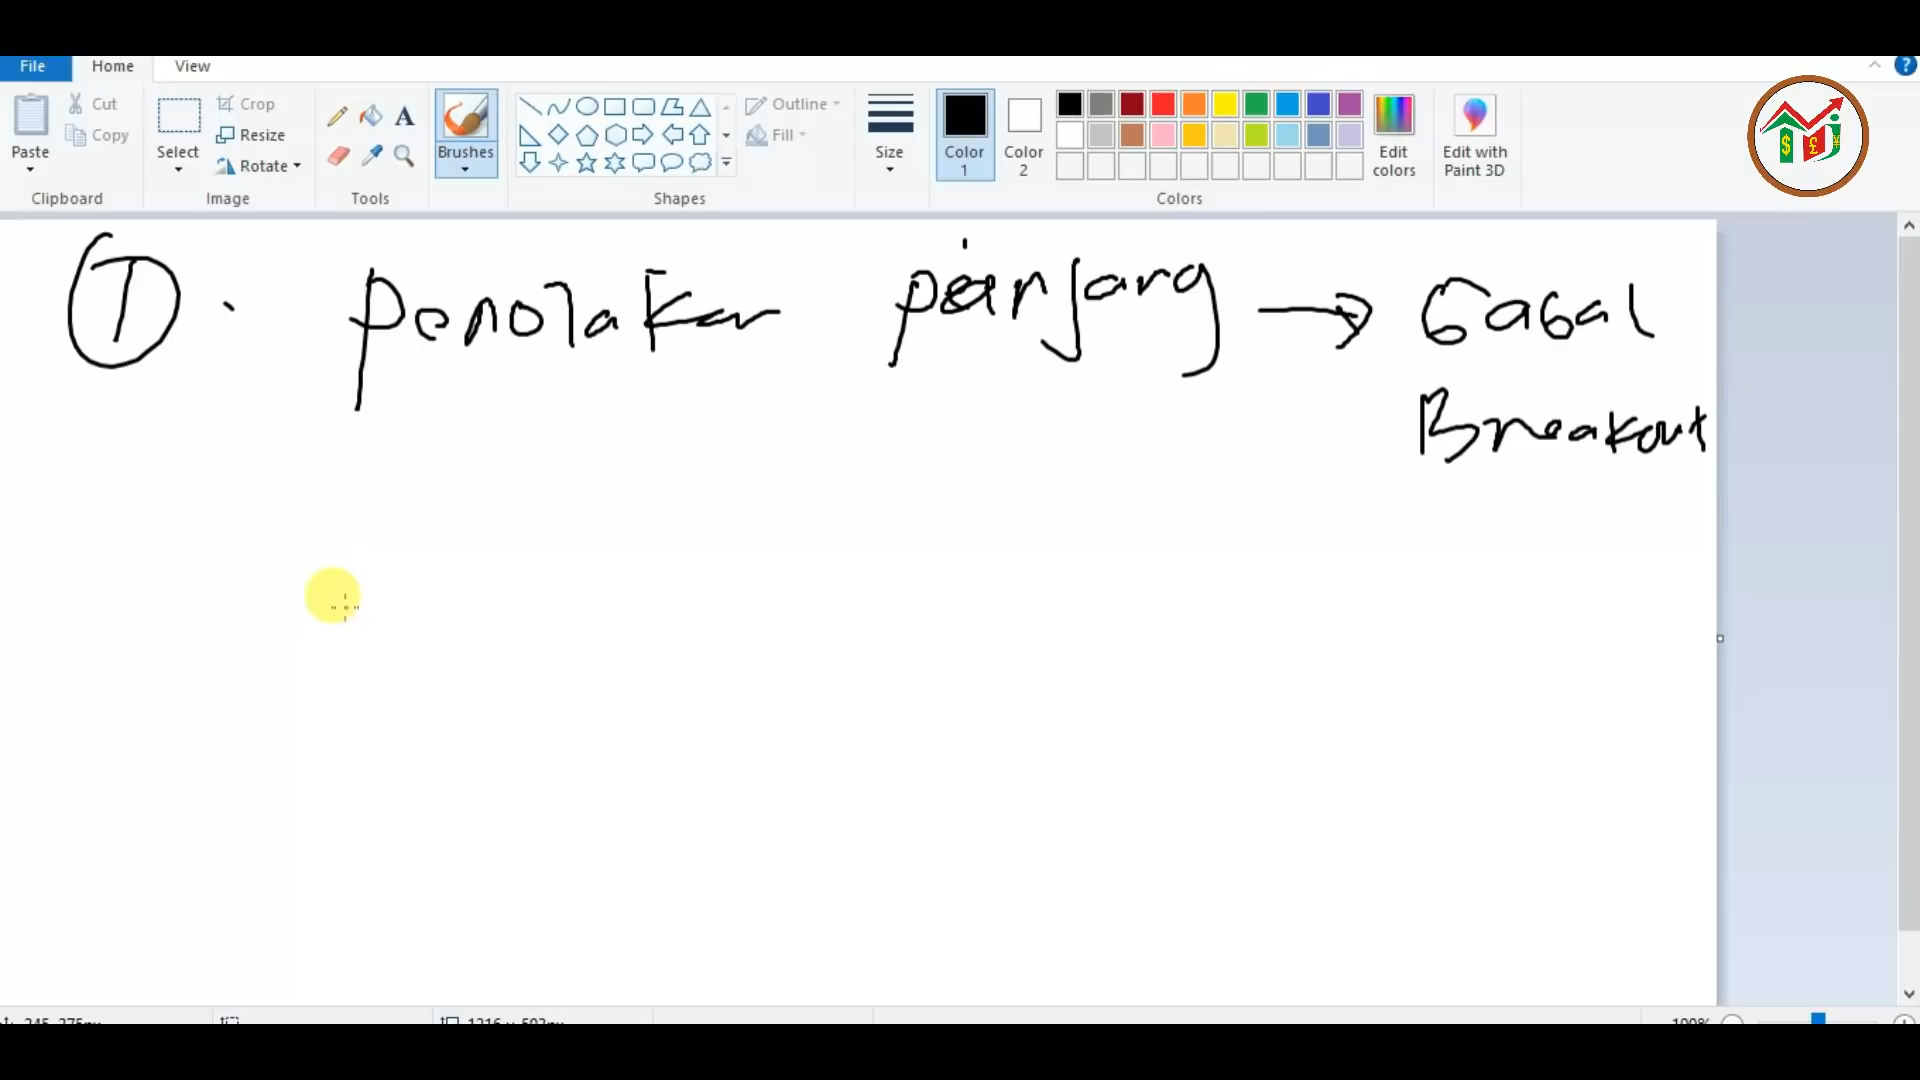 File Home View
Cut
Copy
Paste
Clipboard
Select
Crop
Resize
Rotate
Image
Tools
Brushes
Shapes
Outline
Fill
Size
Color 1
Color 2
Colors
Edit colors
Edit with Paint 3D
?
$ £ ¥
1. Penolakan panjang → Gagal
Breakout
100%